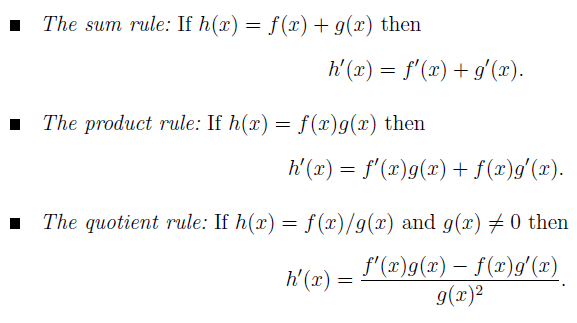 ■ The sum rule: If h(x) = f(x) + g(x) then
h′(x) = f′(x) + g′(x).
■ The product rule: If h(x) = f(x)g(x) then
h′(x) = f′(x)g(x) + f(x)g′(x).
■ The quotient rule: If h(x) = f(x)/g(x) and g(x) ≠ 0 then
h′(x) = \frac{f′(x)g(x) − f(x)g′(x)}{g(x)²}.